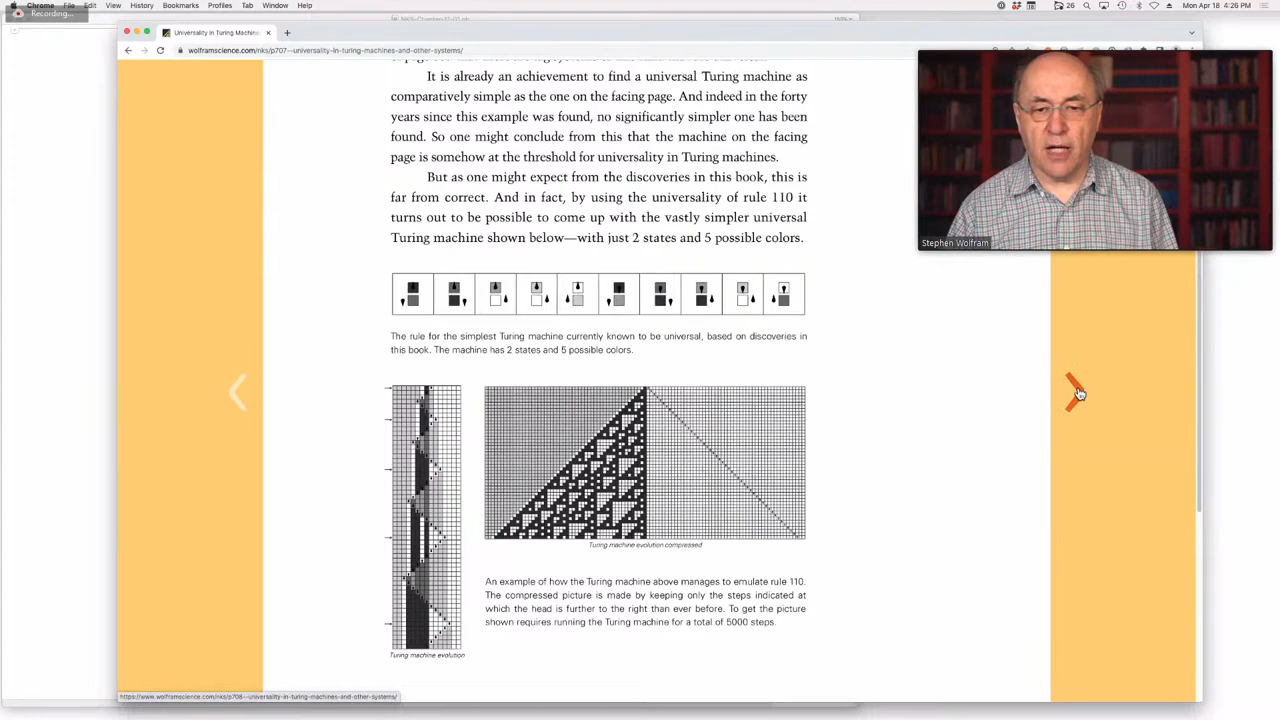 Chrome File Edit View History Bookmarks Profiles Tab Window Help
26 Mon Apr 18 4:26 PM
Recording...
Universality in Turing Machine
wolframscience.com/nks/p707--universality-in-turing-machines-and-other-systems/
It is already an achievement to find a universal Turing machine as
comparatively simple as the one on the facing page. And indeed in the forty
years since this example was found, no significantly simpler one has been
found. So one might conclude from this that the machine on the facing
page is somehow at the threshold for universality in Turing machines.
But as one might expect from the discoveries in this book, this is
far from correct. And in fact, by using the universality of rule 110 it
turns out to be possible to come up with the vastly simpler universal
Turing machine shown below—with just 2 states and 5 possible colors.
Stephen Wolfram
The rule for the simplest Turing machine currently known to be universal, based on discoveries in
this book. The machine has 2 states and 5 possible colors.
Turing machine evolution compressed
An example of how the Turing machine above manages to emulate rule 110.
The compressed picture is made by keeping only the steps indicated at
which the head is further to the right than ever before. To get the picture
shown requires running the Turing machine for a total of 5000 steps.
Turing machine evolution
https://www.wolframscience.com/nks/p708--universality-in-turing-machines-and-other-systems/